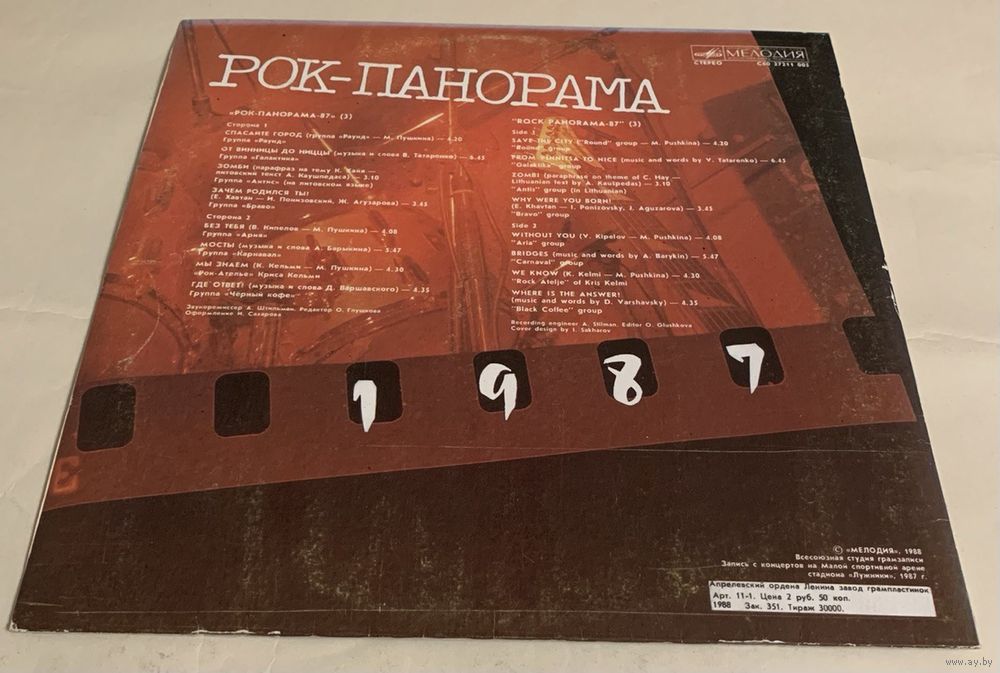 МЕЛОДИЯ
СТЕРЕО С60 27211 005
РОК-ПАНОРАМА
«РОК-ПАНОРАМА-87» (3)
Сторона 1
СПАСАЙТЕ ГОРОД (группа «Раунд» — М. Пушкина) — 4.20
Группа «Раунд»
ОТ ВИННИЦЫ ДО НИЦЦЫ (музыка и слова В. Татаренко) — 6.45
Группа «Галактика»
ЗОМБИ (парафраз на тему К. Хаяи —
литовский текст А. Каушпедаса) — 3.10
Группа «Антис» (на литовском языке)
ЗАЧЕМ РОДИЛСЯ ТЫ!
(Е. Хавтан — И. Понизовский, Ж. Агузарова) — 3.45
Группа «Браво»
Сторона 2
БЕЗ ТЕБЯ (В. Кипелов — М. Пушкина) — 4.08
Группа «Ария»
МОСТЫ (музыка и слова А. Барыкина) — 5.47
Группа «Карнавал»
МЫ ЗНАЕМ (К. Кельми — М. Пушкина) — 4.30
«Рок-Ателье» Криса Кельми
ГДЕ ОТВЕТ! (музыка и слова Д. Варшавского) — 4.35
Группа «Чёрный кофе»
Звукорежиссер А. Штильман. Редактор О. Глушкова
Оформление И. Сахарова
"ROCK PANORAMA-87" (3)
Side 1
SAVE THE CITY ("Round" group — M. Pushkina) — 4.20
"Round" group
FROM VINNITSA TO NICE (music and words by V. Tatarenko) — 6.45
"Galaktika" group
ZOMBI (paraphrase on theme of C. Hay —
Lithuanian text by A. Kaušpedas) — 3.10
"Antis" group (in Lithuanian)
WHY WERE YOU BORN!
(E. Khavtan — I. Ponizovsky, J. Aguzarova) — 3.45
"Bravo" group
Side 2
WITHOUT YOU (V. Kipelov — M. Pushkina) — 4.08
"Aria" group
BRIDGES (music and words by A. Barykin) — 5.47
"Carnaval" group
WE KNOW (K. Kelmi — M. Pushkina) — 4.30
"Rock Atelje" of Kris Kelmi
WHERE IS THE ANSWER!
(music and words by D. Varshavsky) — 4.35
"Black Coffee" group
Recording engineer A. Stilman. Editor O. Glushkova
Cover design by I. Sakharov
1987
© «МЕЛОДИЯ», 1988
Всесоюзная студия грамзаписи
Запись с концертов на Малой спортивной арене
стадиона «Лужники», 1987 г.
Апрелевский ордена Ленина завод грампластинок
Арт. 11-1. Цена 2 руб. 50 коп.
1988 Зак. 351. Тираж 30000.
www.ay.by